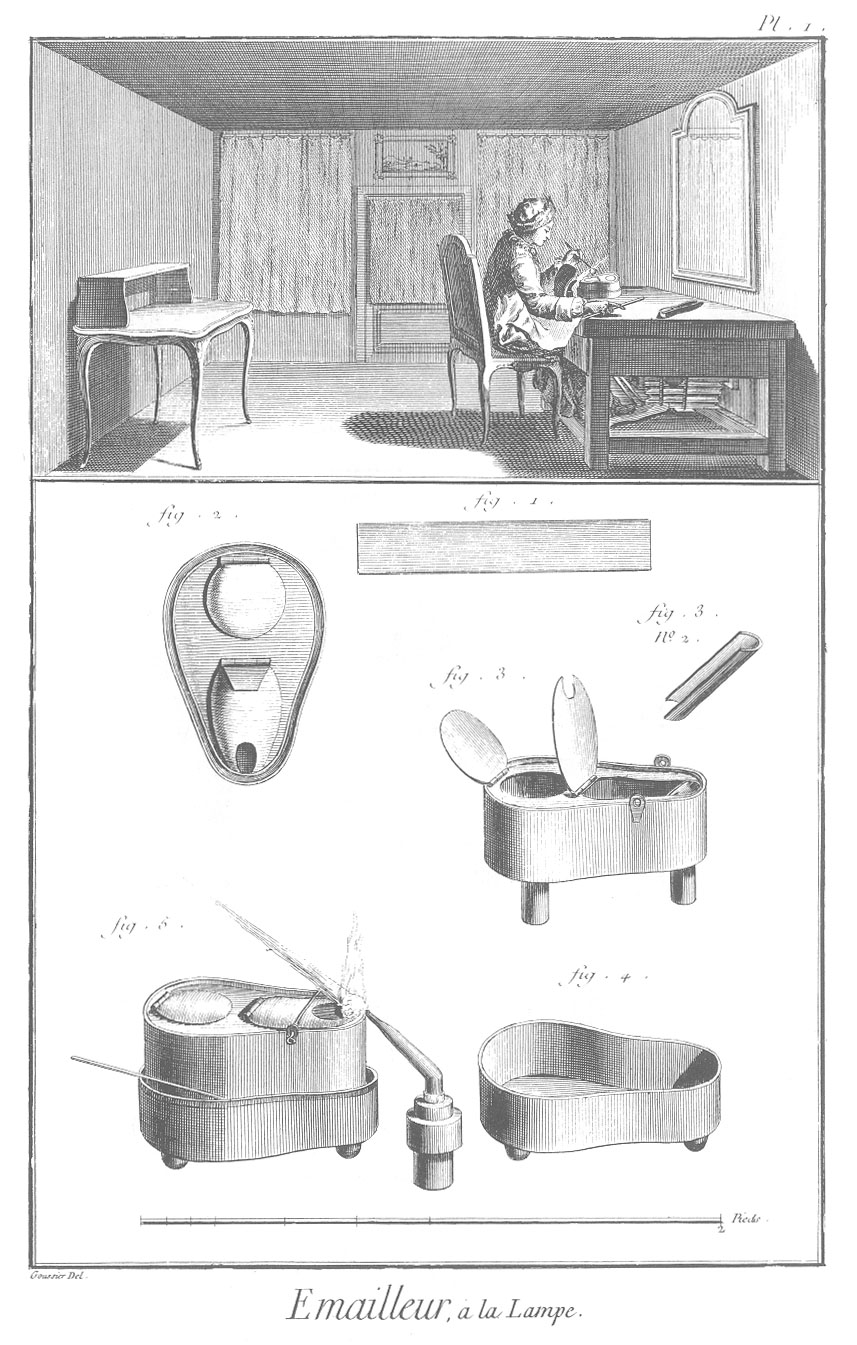 Pl. 1.
fig. 2.
fig. 1.
fig. 3.
No 2.
fig. 3.
fig. 5.
fig. 4.
2 Pieds.
Goussier Del.
Emailleur, a la Lampe.